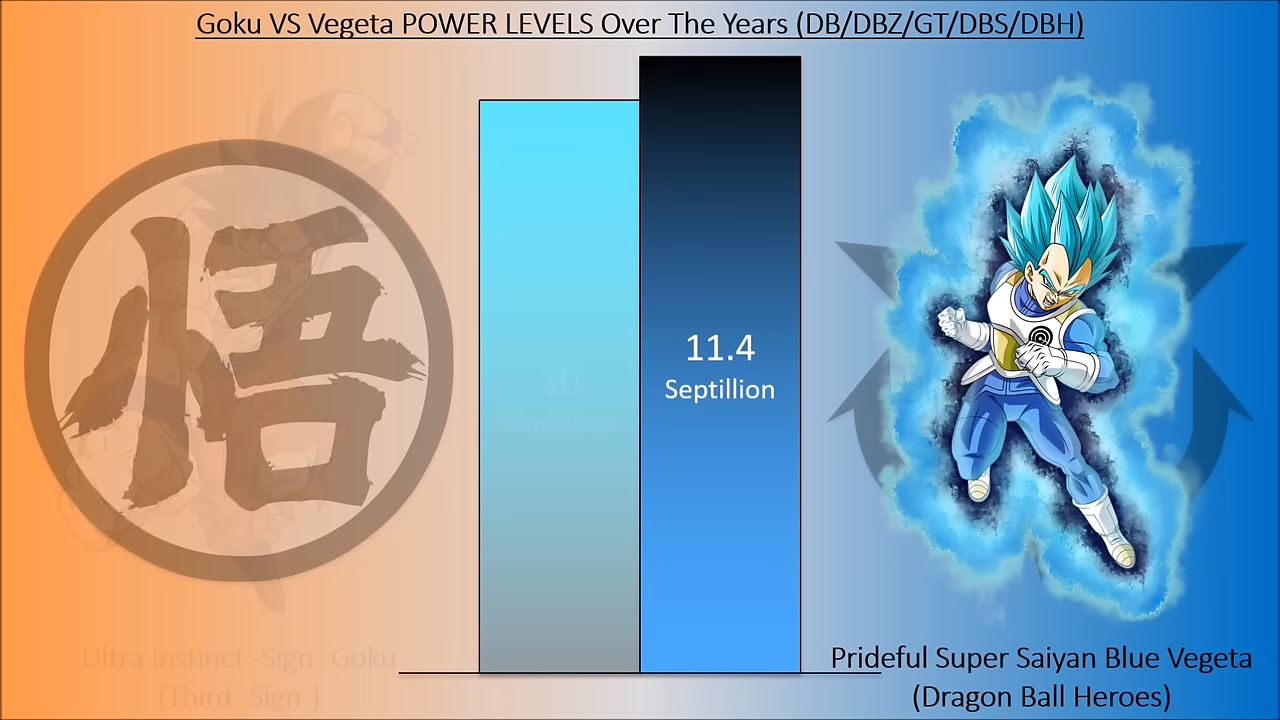 Goku VS Vegeta POWER LEVELS Over The Years (DB/DBZ/GT/DBS/DBH)
悟
10
11.4
Septillion
Ultra Instinct -Sign- Goku
(Third -Sign-)
Prideful Super Saiyan Blue Vegeta
(Dragon Ball Heroes)